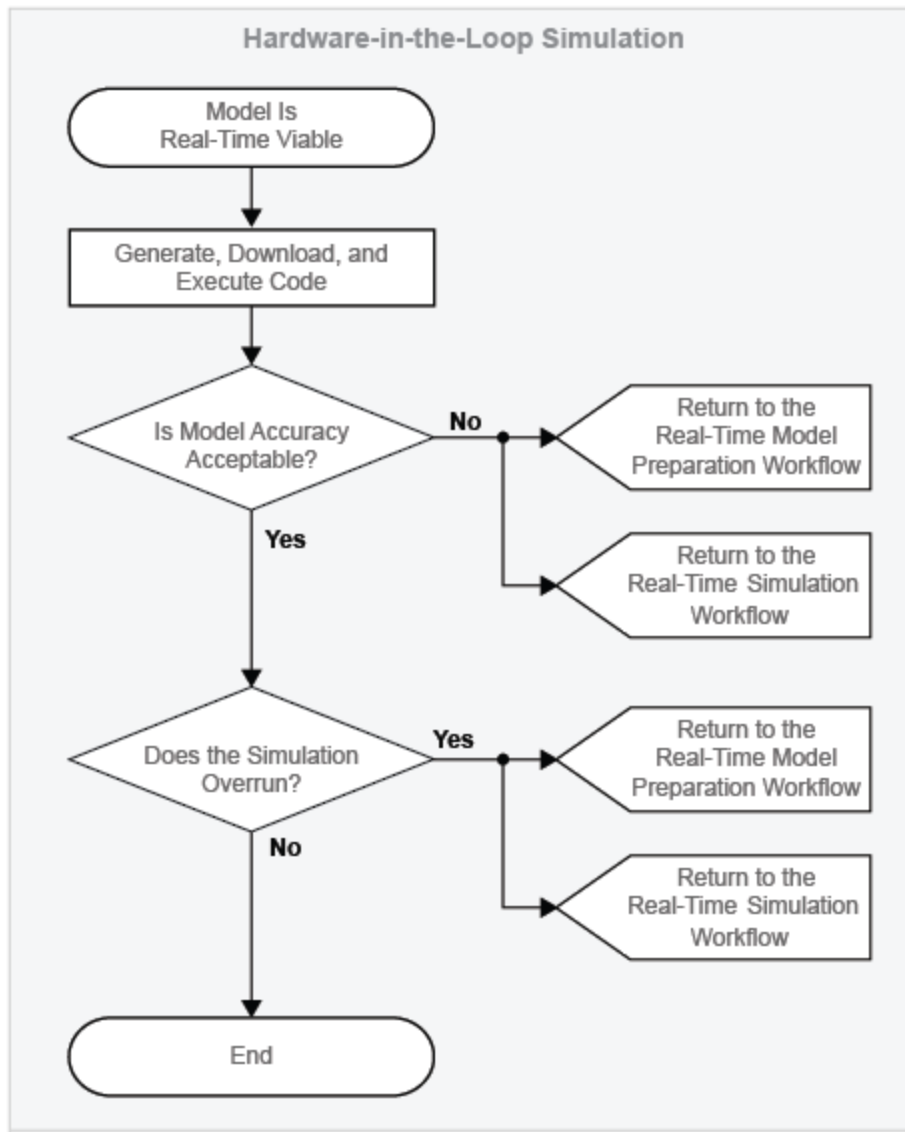 Hardware-in-the-Loop Simulation
Model Is
Real-Time Viable
Generate, Download, and
Execute Code
Is Model Accuracy
Acceptable?
No
Return to the
Real-Time Model
Preparation Workflow
Return to the
Real-Time Simulation
Workflow
Yes
Does the Simulation
Overrun?
Yes
Return to the
Real-Time Model
Preparation Workflow
Return to the
Real-Time Simulation
Workflow
No
End